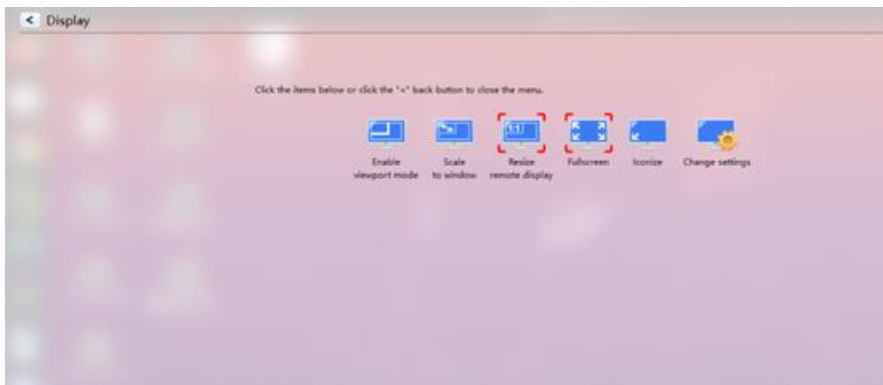 < Display
Click the items below or click the "<" back button to close the menu.
1:1
Enable
viewport mode
Scale
to window
Resize
remote display
Fullscreen
Iconize
Change settings